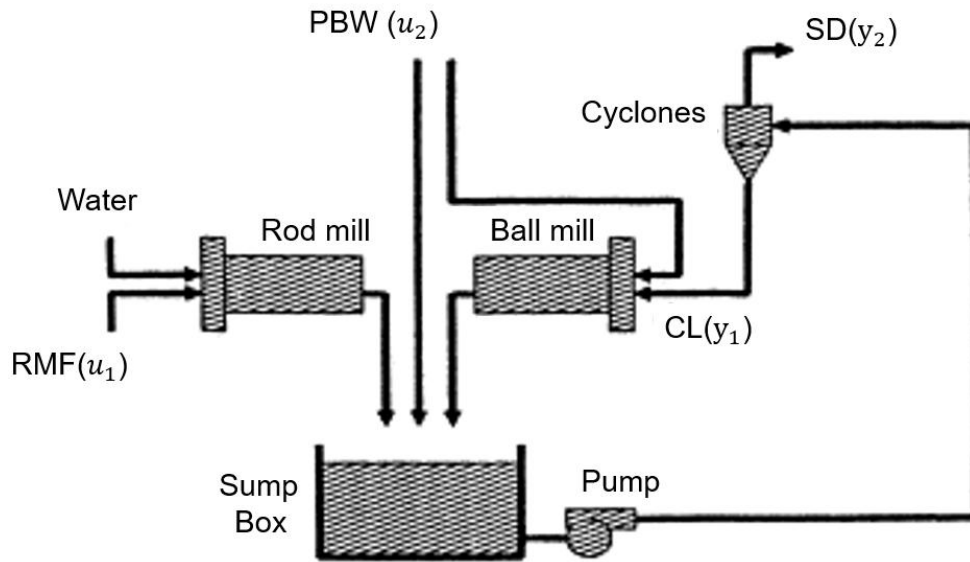 PBW (u₂)
SD(y₂)
Cyclones
Water
Rod mill
Ball mill
CL(y₁)
RMF(u₁)
Sump
Box
Pump